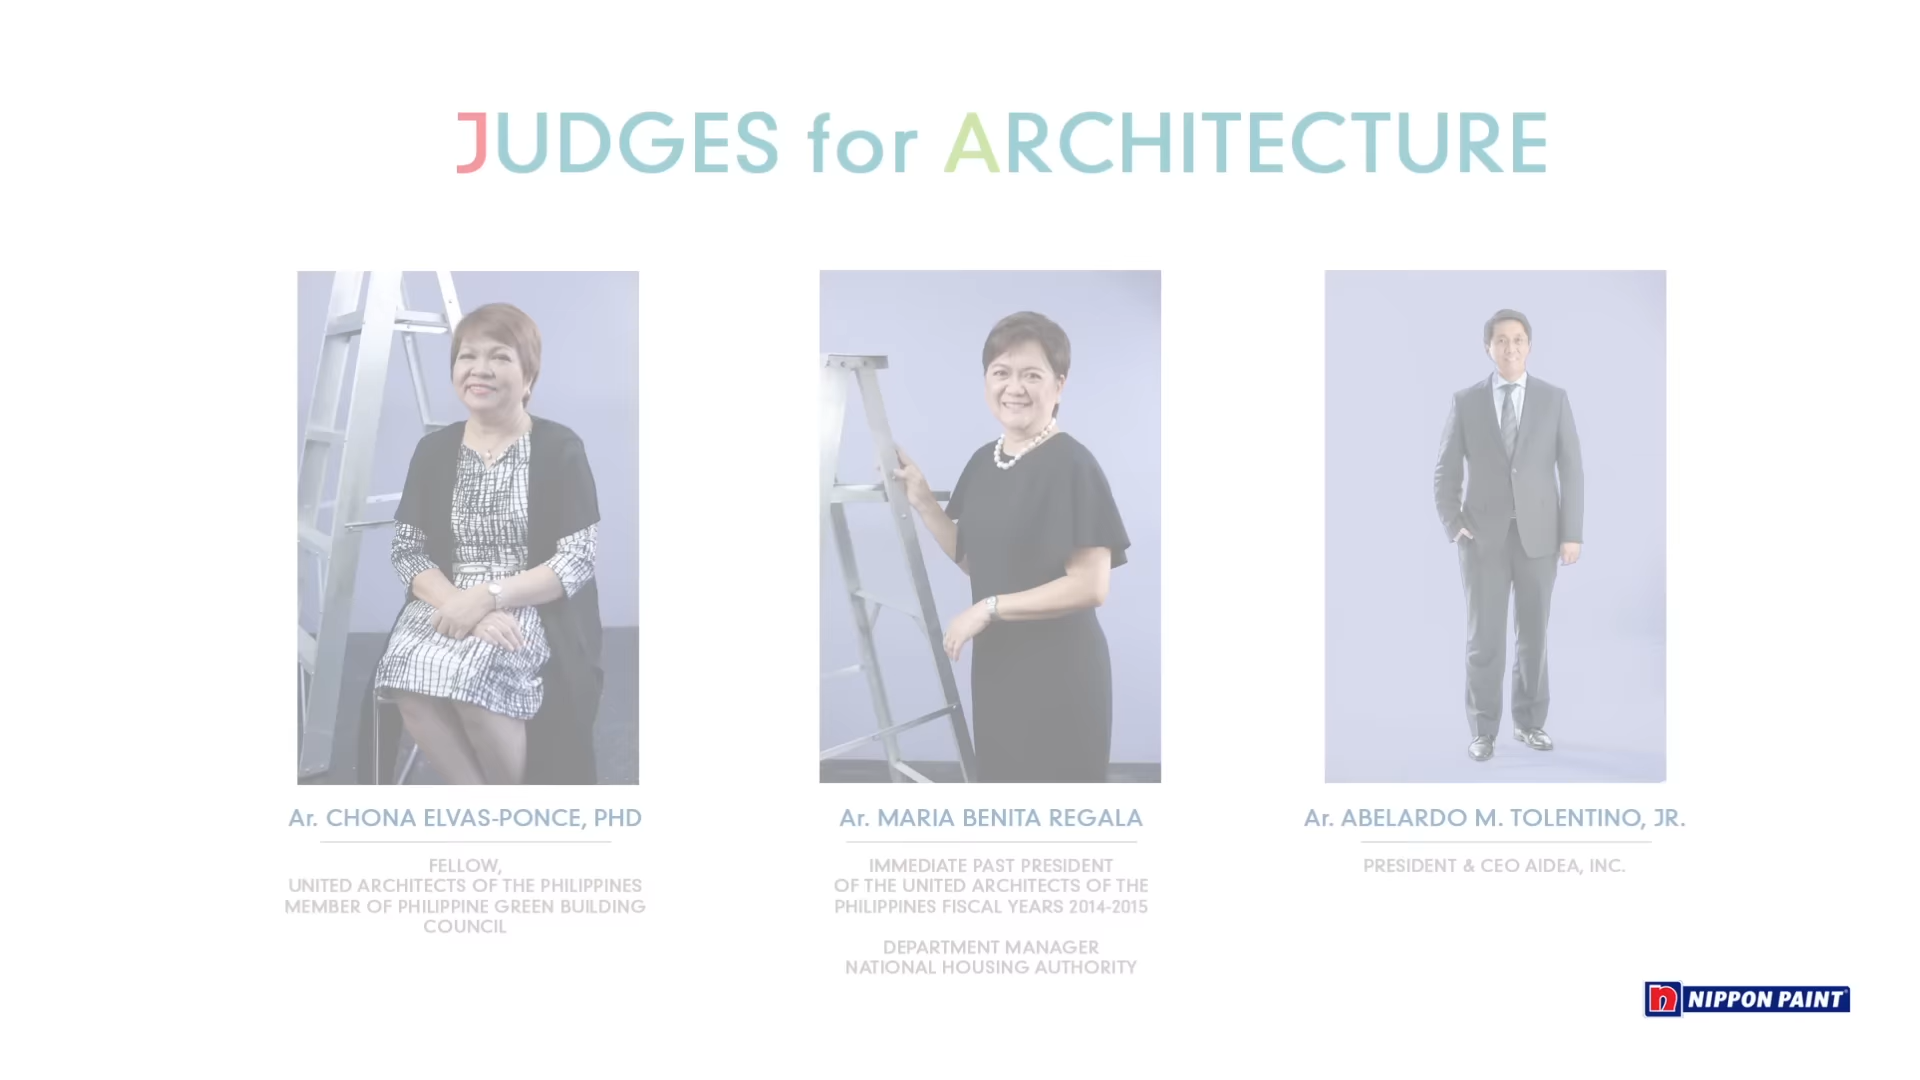 JUDGES for ARCHITECTURE
Ar. CHONA ELVAS-PONCE, PHD
FELLOW,
UNITED ARCHITECTS OF THE PHILIPPINES
MEMBER OF PHILIPPINE GREEN BUILDING
COUNCIL
Ar. MARIA BENITA REGALA
IMMEDIATE PAST PRESIDENT
OF THE UNITED ARCHITECTS OF THE
PHILIPPINES FISCAL YEARS 2014-2015
DEPARTMENT MANAGER
NATIONAL HOUSING AUTHORITY
Ar. ABELARDO M. TOLENTINO, JR.
PRESIDENT & CEO AIDEA, INC.
n NIPPON PAINT